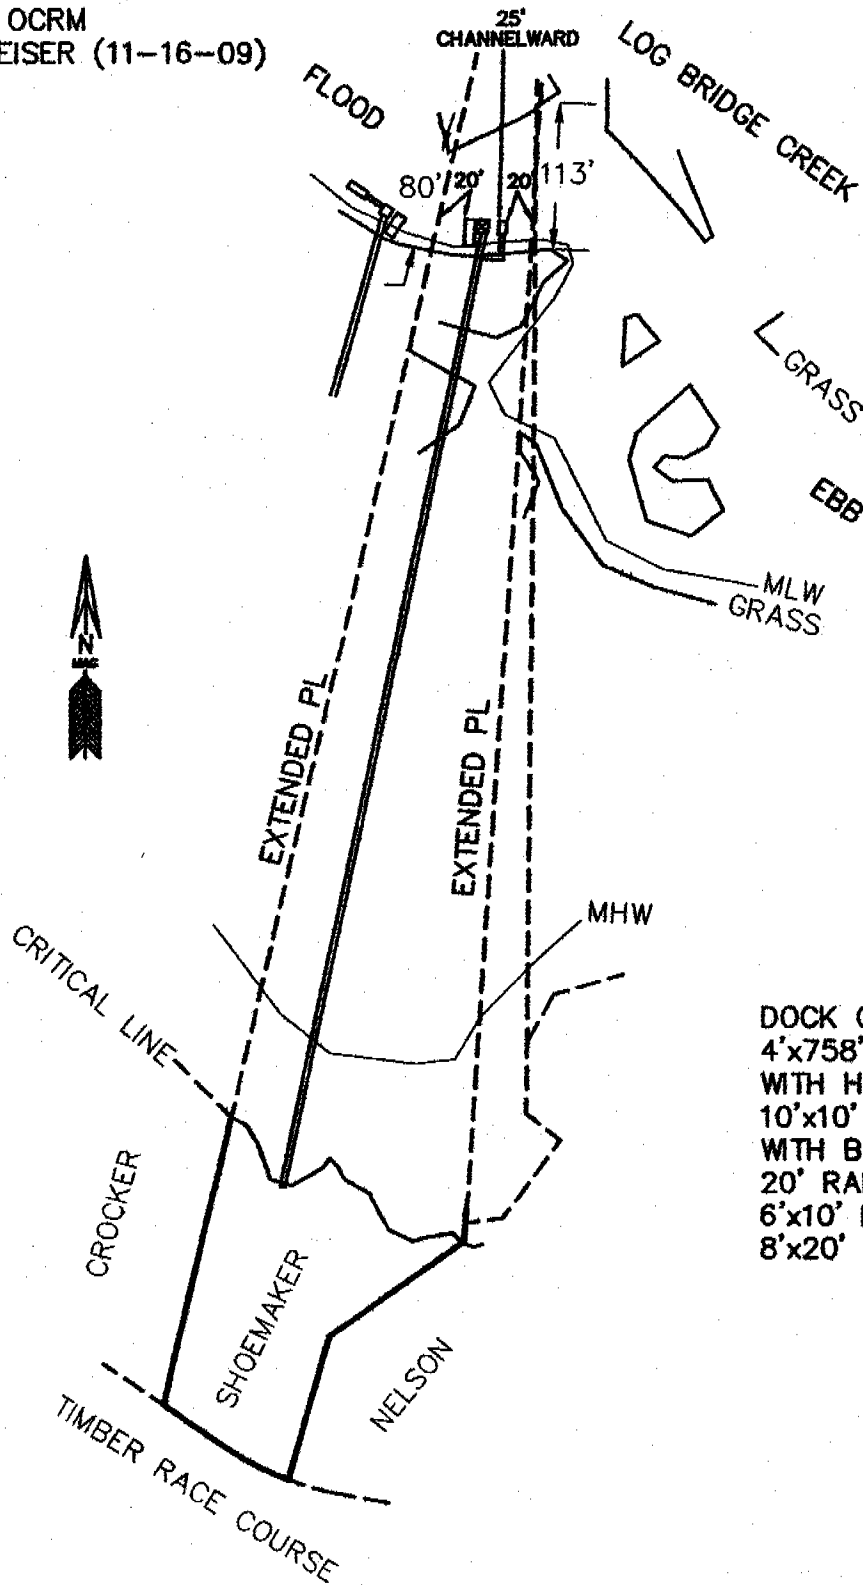 OCRM
EISER (11-16-09)
25'
CHANNELWARD
LOG BRIDGE CREEK
FLOOD
80'
20'
20
113'
GRASS
EBB
MLW
GRASS
N
MAG
EXTENDED PL
EXTENDED PL
MHW
CRITICAL LINE
DOCK
4'x758'
WITH H
10'x10'
WITH B
20' RA
6'x10'
8'x20'
CROCKER
SHOEMAKER
NELSON
TIMBER RACE COURSE